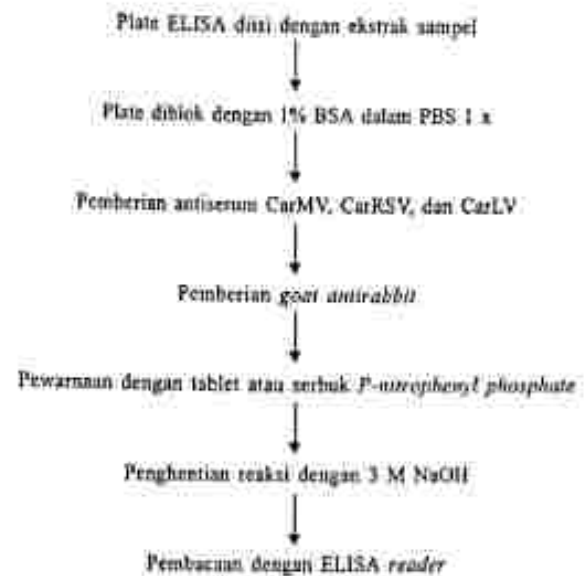 Plate ELISA diisi dengan ekstrak sampel
Plate diblok dengan 1% BSA dalam PBS 1 x
Pemberian antiserum CarMV, CarRSV, dan CarLV
Pemberian goat antirabbit
Pewarnaan dengan tablet atau serbuk P-nitrophenyl phosphate
Penghentian reaksi dengan 3 M NaOH
Pembacaan dengan ELISA reader